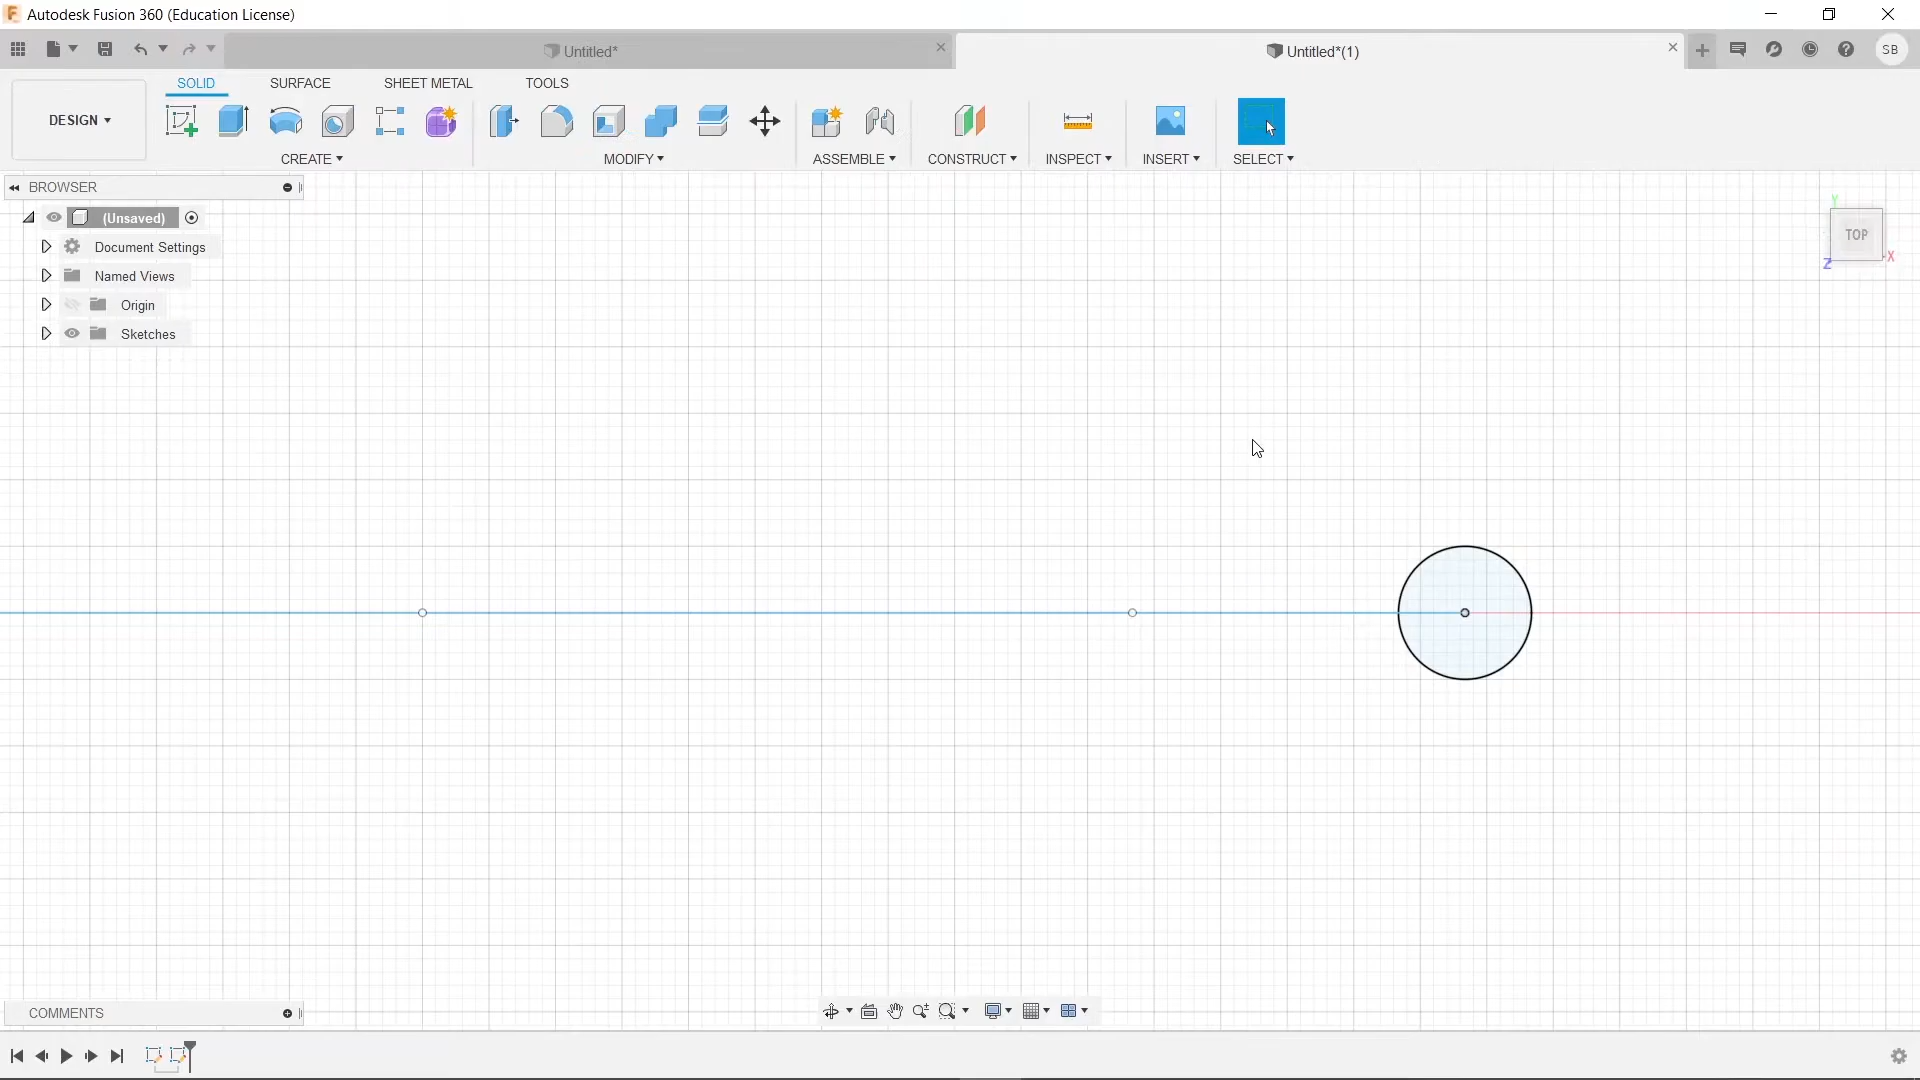 Autodesk Fusion 360 (Education License)
Untitled*
Untitled*(1)
SB
SOLID
SURFACE
SHEET METAL
TOOLS
DESIGN
CREATE
MODIFY
ASSEMBLE
CONSTRUCT
INSPECT
INSERT
SELECT
BROWSER
(Unsaved)
Document Settings
Named Views
Origin
Sketches
Y
TOP
X
Z
COMMENTS